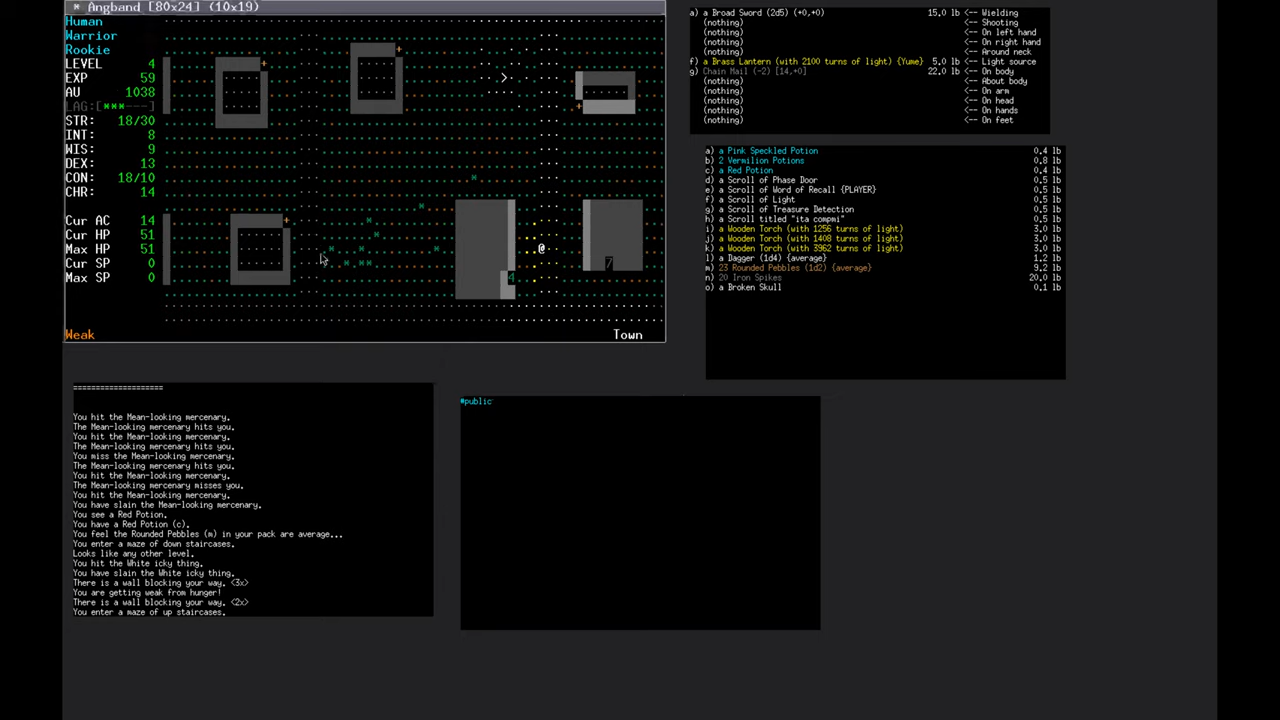 Angband [80x24] (10x19)
Human
Warrior
Rookie
LEVEL 4
EXP 59
AU 1038
LAG:[***---]
STR: 18/30
INT: 8
WIS: 9
DEX: 13
CON: 18/10
CHR: 14
Cur AC 14
Cur HP 51
Max HP 51
Cur SP 0
Max SP 0
Weak
Town
>
@
4
7
a) a Broad Sword (2d5) (+0,+0) 15.0 lb <-- Wielding
(nothing) <-- Shooting
(nothing) <-- On left hand
(nothing) <-- On right hand
(nothing) <-- Around neck
f) a Brass Lantern (with 2100 turns of light) {Yume} 5.0 lb <-- Light source
g) Chain Mail (-2) [14,+0] 22.0 lb <-- On body
(nothing) <-- About body
(nothing) <-- On arm
(nothing) <-- On head
(nothing) <-- On hands
(nothing) <-- On feet
a) a Pink Speckled Potion 0.4 lb
b) 2 Vermilion Potions 0.8 lb
c) a Red Potion 0.4 lb
d) a Scroll of Phase Door 0.5 lb
e) a Scroll of Word of Recall {PLAYER} 0.5 lb
f) a Scroll of Light 0.5 lb
g) a Scroll of Treasure Detection 0.5 lb
h) a Scroll titled "ita compmi" 0.5 lb
i) a Wooden Torch (with 1256 turns of light) 3.0 lb
j) a Wooden Torch (with 1408 turns of light) 3.0 lb
k) a Wooden Torch (with 3962 turns of light) 3.0 lb
l) a Dagger (1d4) {average} 1.2 lb
m) 23 Rounded Pebbles (1d2) {average} 9.2 lb
n) 20 Iron Spikes 20.0 lb
o) a Broken Skull 0.1 lb
====================
You hit the Mean-looking mercenary.
The Mean-looking mercenary hits you.
You hit the Mean-looking mercenary.
The Mean-looking mercenary hits you.
You miss the Mean-looking mercenary.
The Mean-looking mercenary hits you.
You hit the Mean-looking mercenary.
The Mean-looking mercenary misses you.
You hit the Mean-looking mercenary.
You have slain the Mean-looking mercenary.
You see a Red Potion.
You have a Red Potion (c).
You feel the Rounded Pebbles (m) in your pack are average...
You enter a maze of down staircases.
Looks like any other level.
You hit the White icky thing.
You have slain the White icky thing.
There is a wall blocking your way. <3x>
You are getting weak from hunger!
There is a wall blocking your way. <2x>
You enter a maze of up staircases.
#public